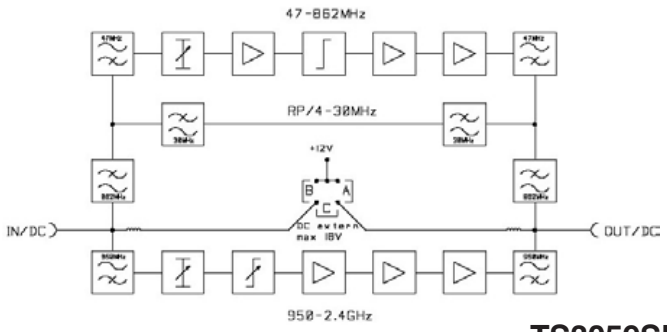 47-862MHz
47MHz
47MHz
RP/4-30MHz
30MHz
30MHz
+12V
B A
862MHz
862MHz
C
IN/DC
DC extern
max 18V
OUT/DC
950MHz
950MHz
950-2.4GHz